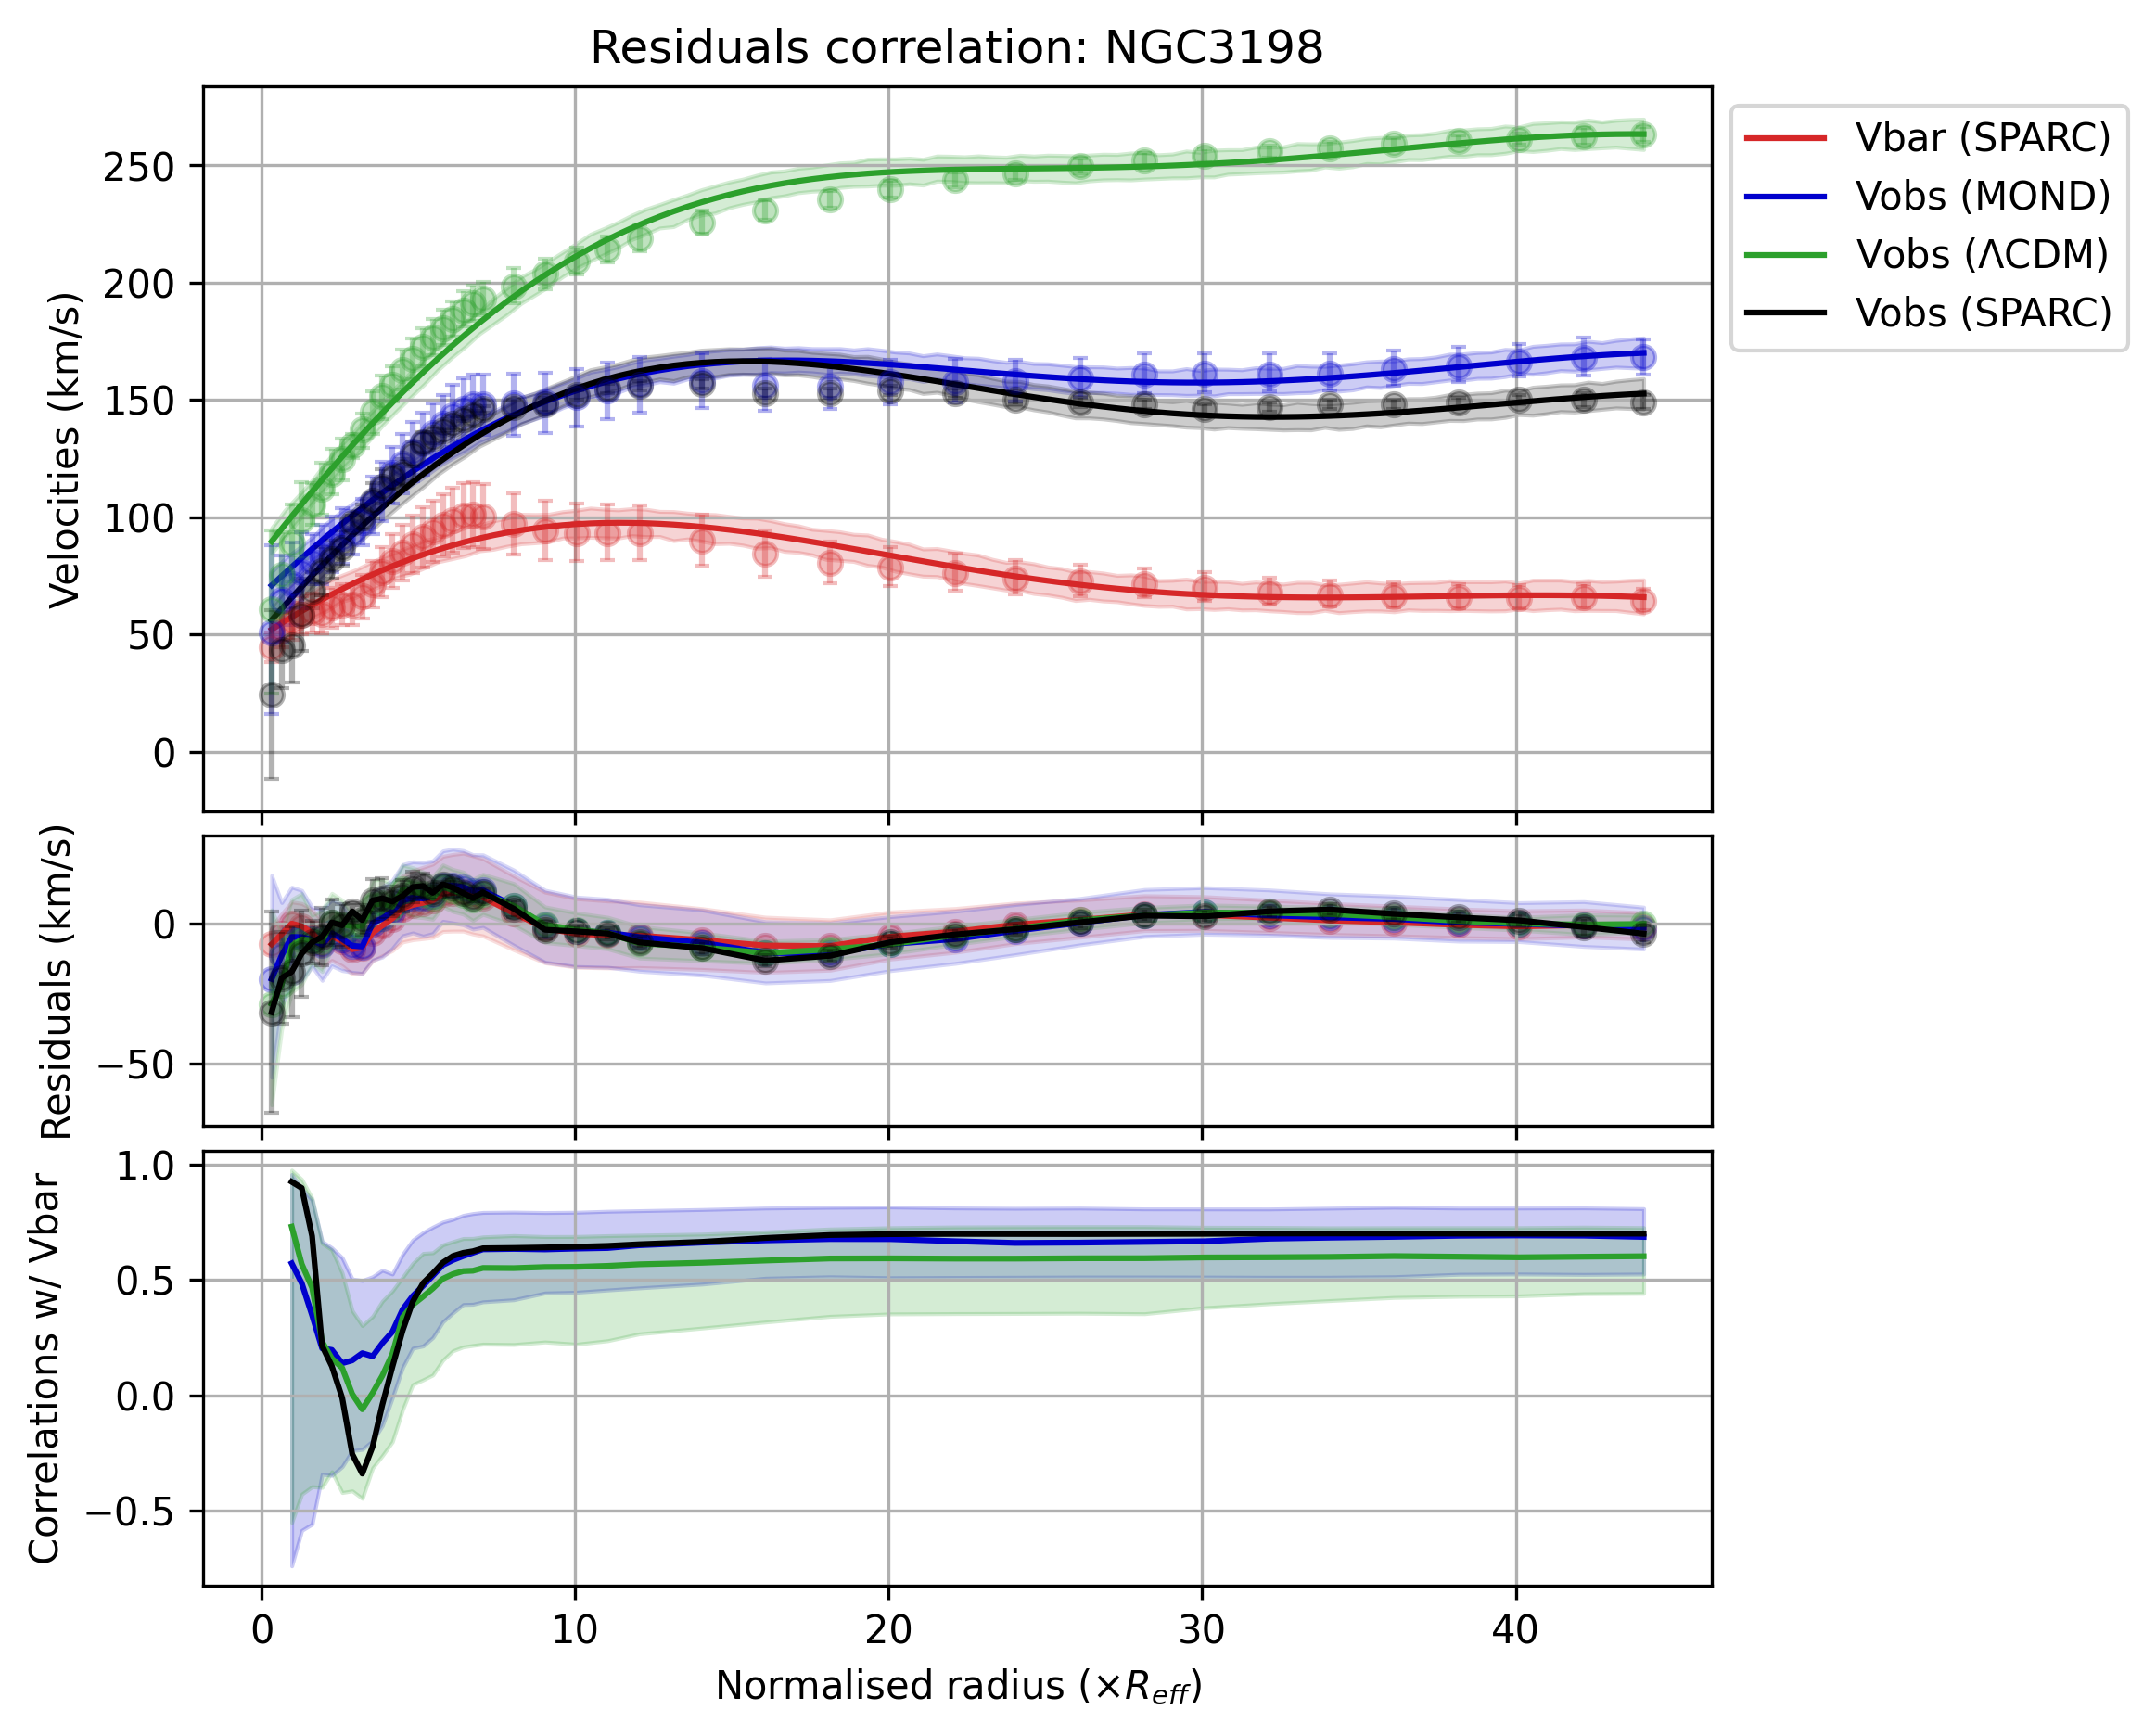 Residuals correlation: NGC3198
Velocities (km/s)
250
200
150
100
50
0
Vbar (SPARC)
Vobs (MOND)
Vobs (ΛCDM)
Vobs (SPARC)
Residuals (km/s)
0
−50
Correlations w/ Vbar
1.0
0.5
0.0
−0.5
0 10 20 30 40
Normalised radius (×R_eff)